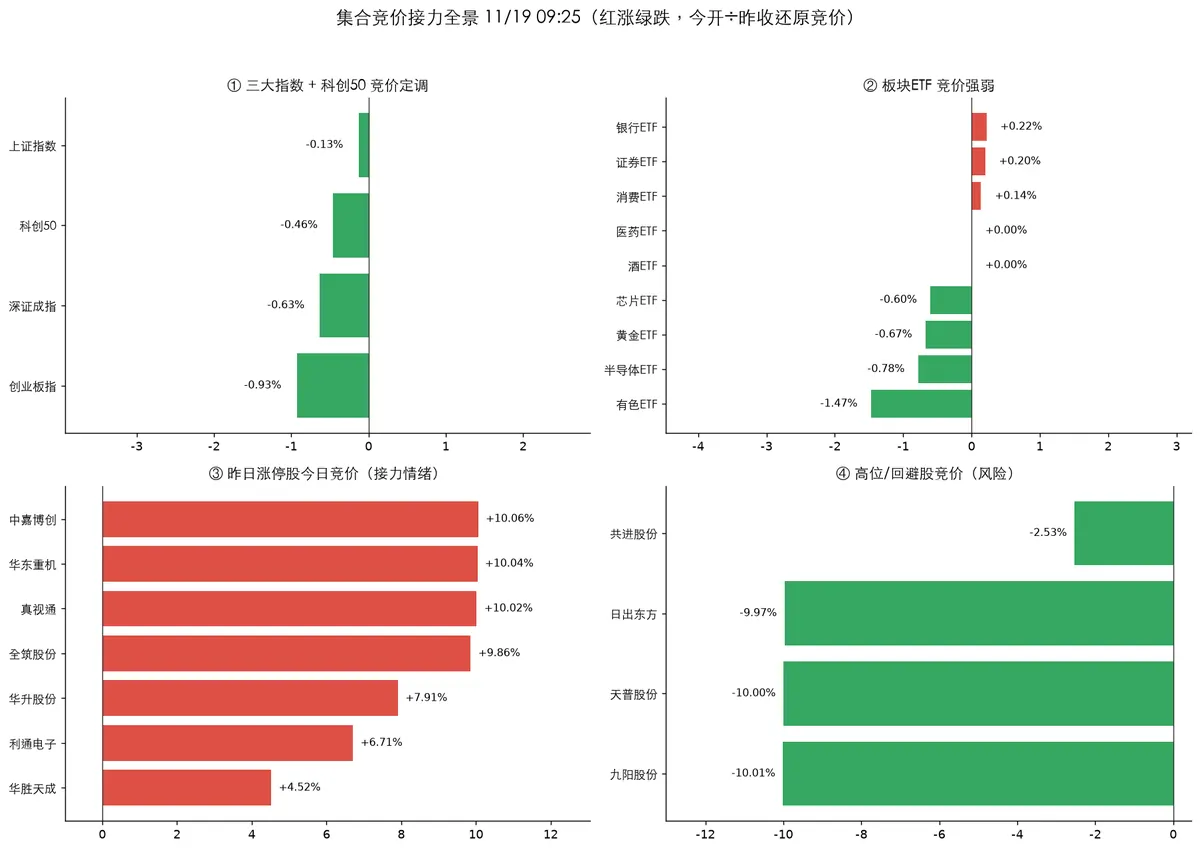 集合竞价接力全景 11/19 09:25（红涨绿跌，今开÷昨收还原竞价）
① 三大指数 + 科创50 竞价定调
上证指数
-0.13%
科创50
-0.46%
深证成指
-0.63%
创业板指
-0.93%
-3 -2 -1 0 1 2
② 板块ETF 竞价强弱
银行ETF
+0.22%
证券ETF
+0.20%
消费ETF
+0.14%
医药ETF
+0.00%
酒ETF
+0.00%
芯片ETF
-0.60%
黄金ETF
-0.67%
半导体ETF
-0.78%
有色ETF
-1.47%
-4 -3 -2 -1 0 1 2 3
③ 昨日涨停股今日竞价（接力情绪）
中嘉博创
+10.06%
华东重机
+10.04%
真视通
+10.02%
全筑股份
+9.86%
华升股份
+7.91%
利通电子
+6.71%
华胜天成
+4.52%
0 2 4 6 8 10 12
④ 高位/回避股竞价（风险）
共进股份
-2.53%
日出东方
-9.97%
天普股份
-10.00%
九阳股份
-10.01%
-12 -10 -8 -6 -4 -2 0